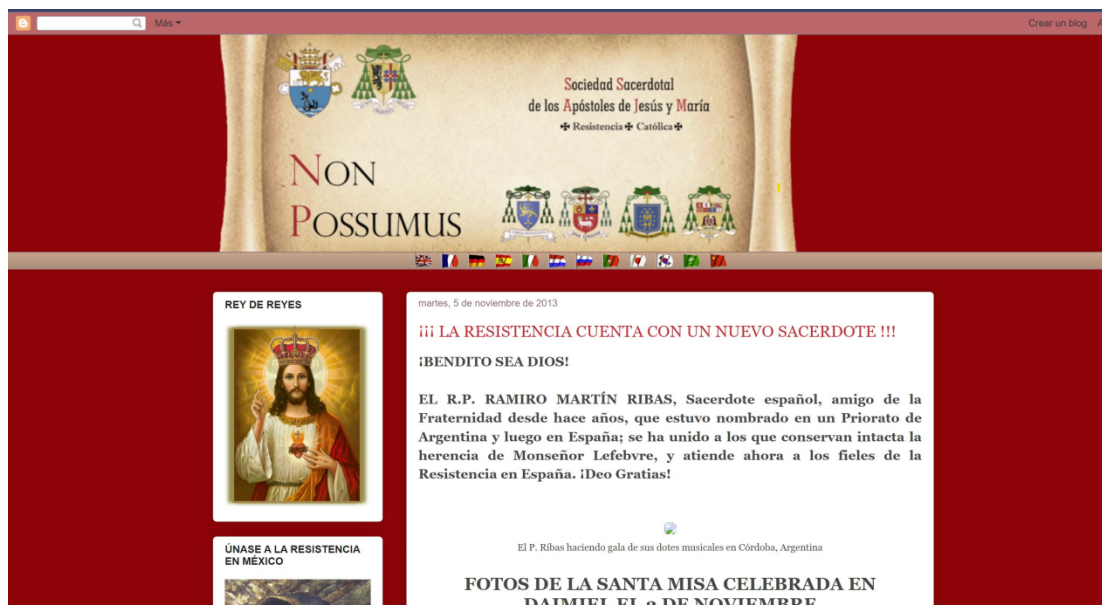 Más
Crear un blog
Sociedad Sacerdotal
de los Apóstoles de Jesús y María
✠ Resistencia ✠ Católica ✠
NON
POSSUMUS
REY DE REYES
martes, 5 de noviembre de 2013
¡¡¡ LA RESISTENCIA CUENTA CON UN NUEVO SACERDOTE !!!
¡BENDITO SEA DIOS!
EL R.P. RAMIRO MARTÍN RIBAS, Sacerdote español, amigo de la
Fraternidad desde hace años, que estuvo nombrado en un Priorato de
Argentina y luego en España; se ha unido a los que conservan intacta la
herencia de Monseñor Lefebvre, y atiende ahora a los fieles de la
Resistencia en España. ¡Deo Gratias!
El P. Ribas haciendo gala de sus dotes musicales en Córdoba, Argentina
ÚNASE A LA RESISTENCIA
EN MÉXICO
FOTOS DE LA SANTA MISA CELEBRADA EN
DAIMIEL EL 3 DE NOVIEMBRE